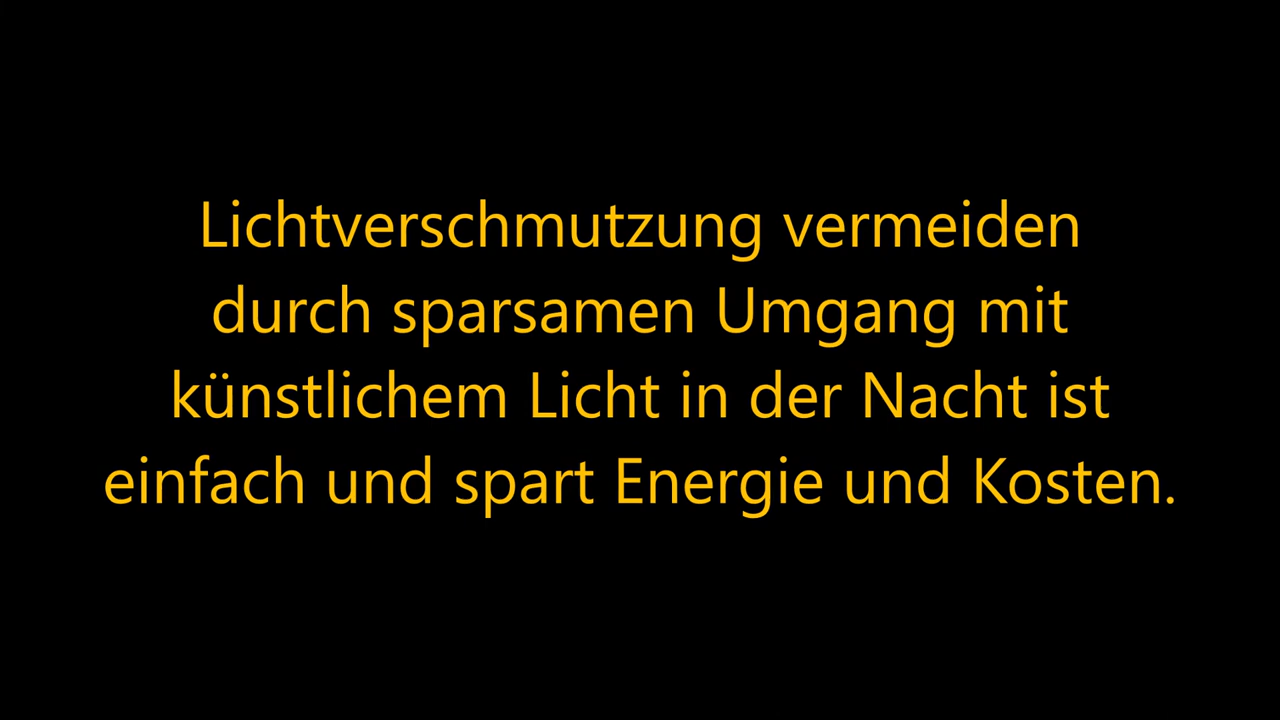 Lichtverschmutzung vermeiden
durch sparsamen Umgang mit
künstlichem Licht in der Nacht ist
einfach und spart Energie und Kosten.